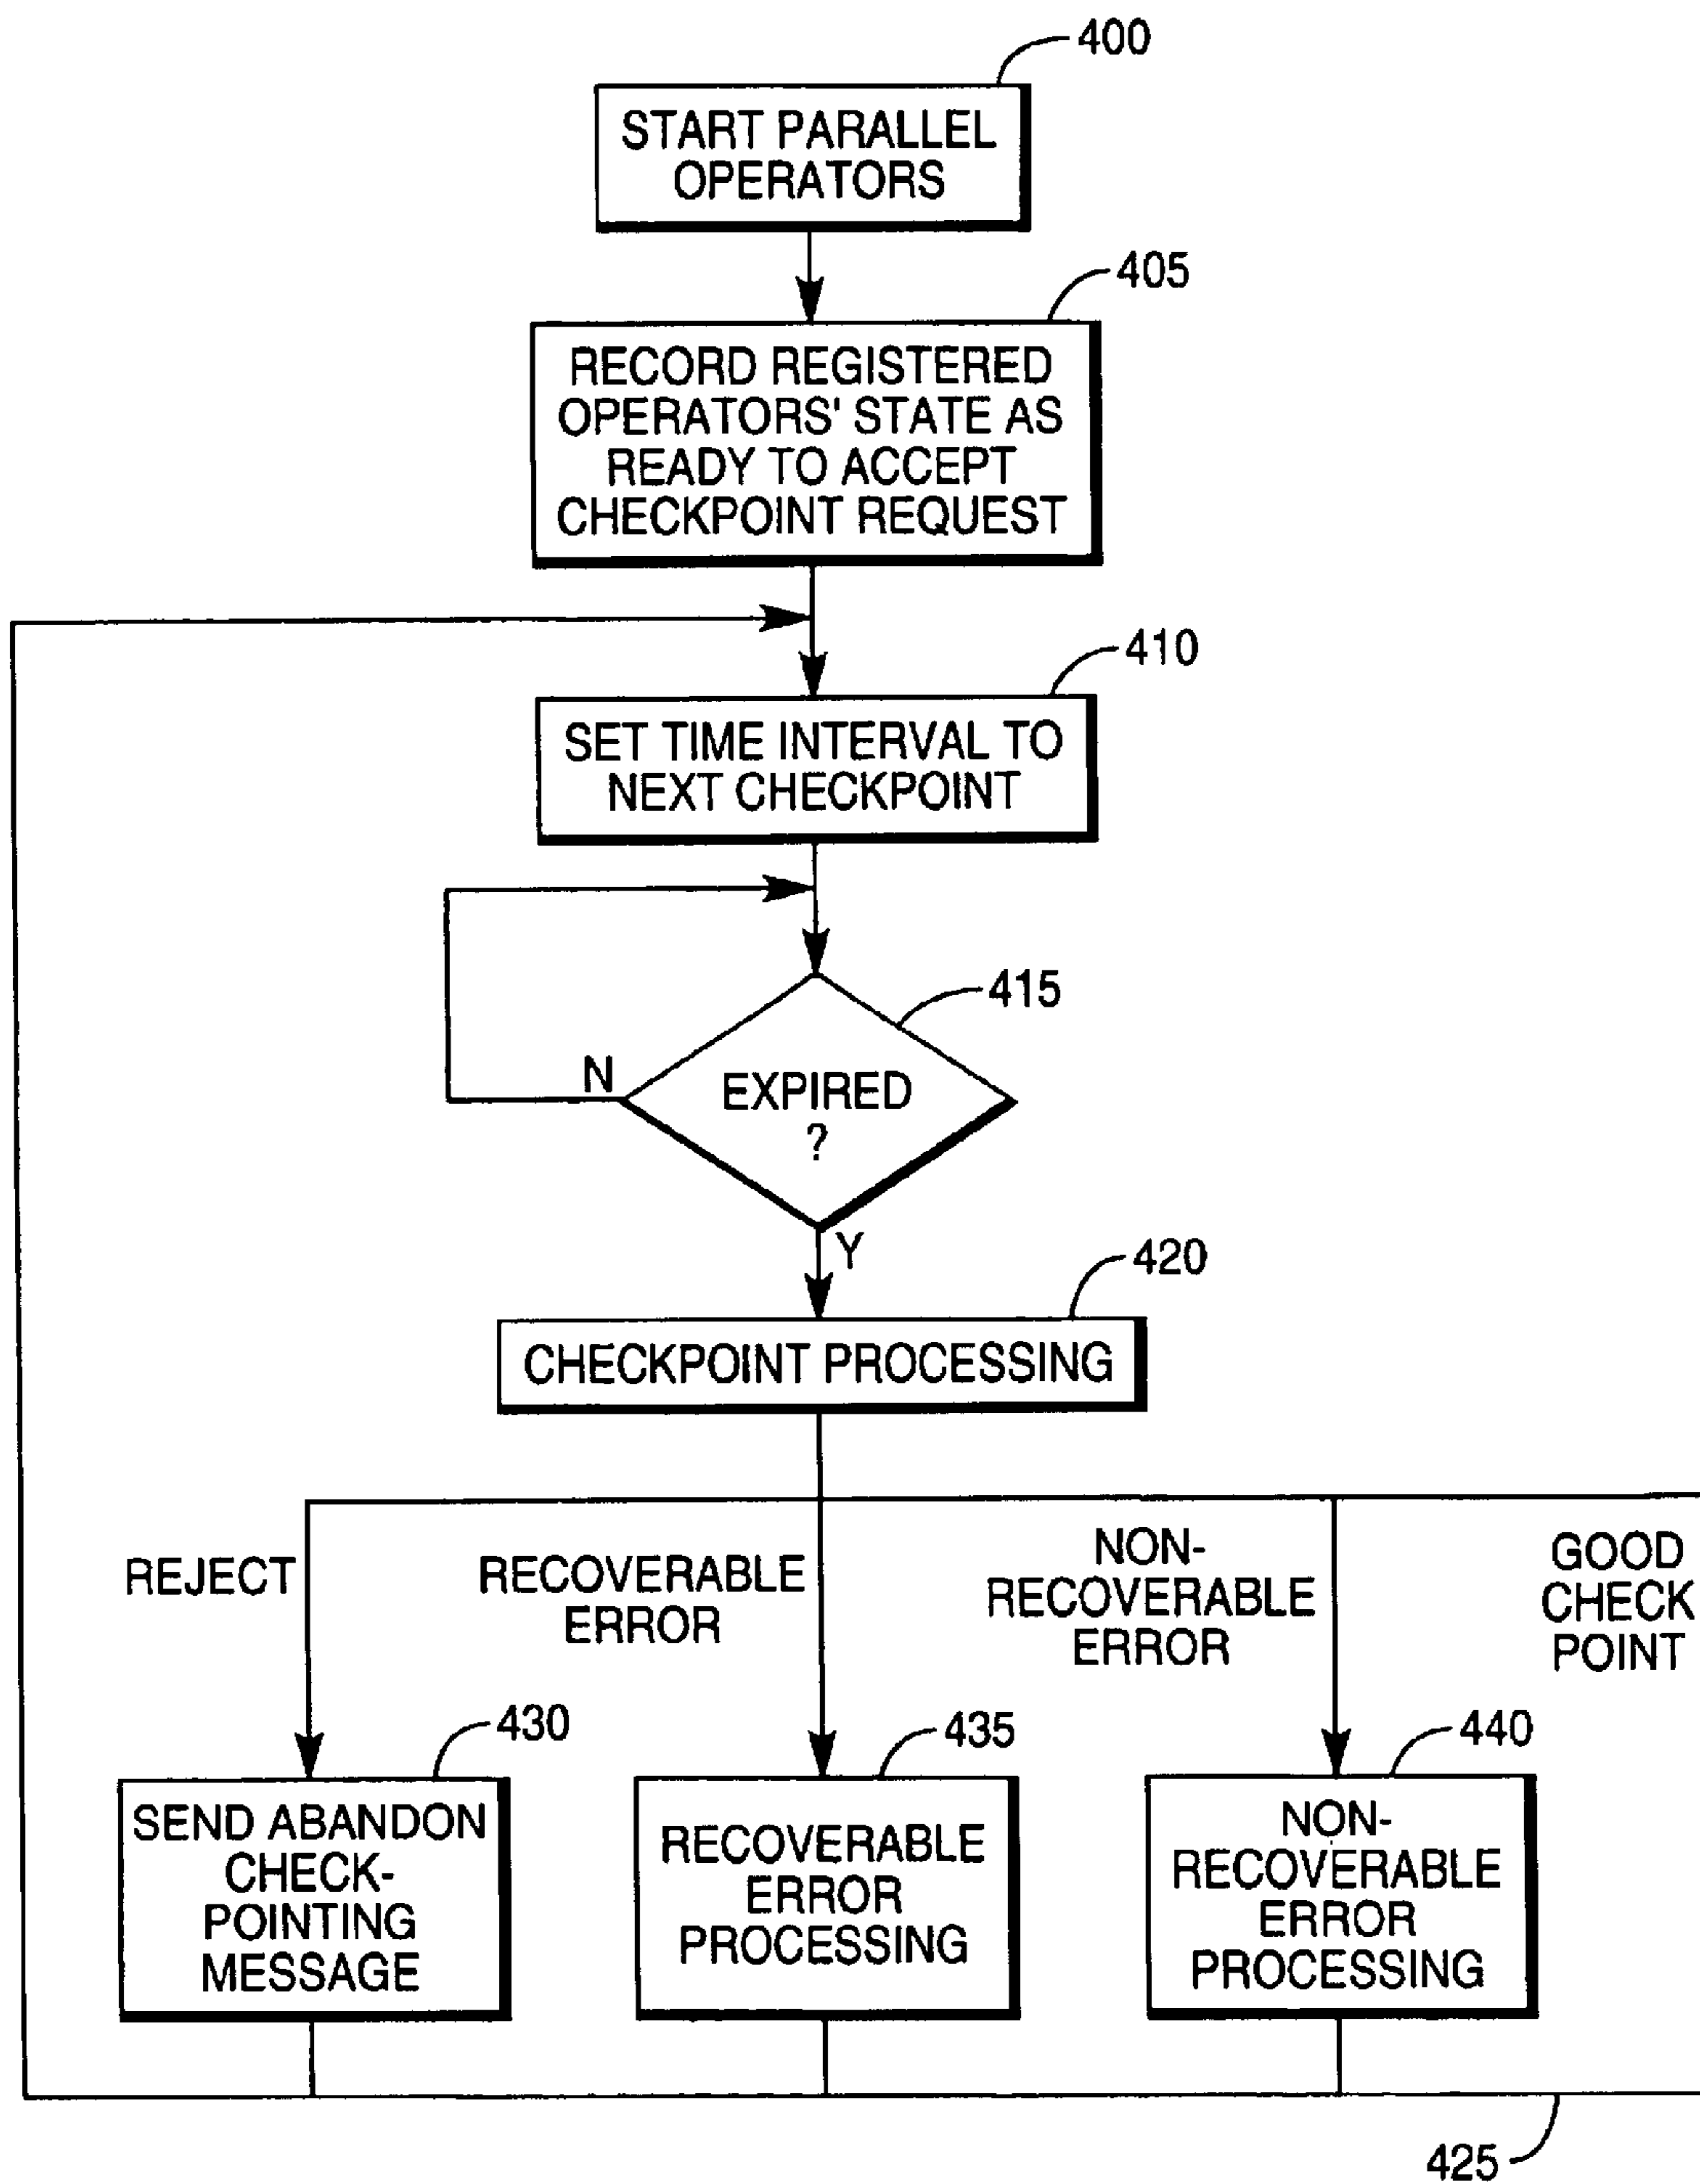 400
START PARALLEL
OPERATORS
405
RECORD REGISTERED
OPERATORS' STATE AS
READY TO ACCEPT
CHECKPOINT REQUEST
410
SET TIME INTERVAL TO
NEXT CHECKPOINT
415
N
EXPIRED
?
Y
420
CHECKPOINT PROCESSING
REJECT
RECOVERABLE
ERROR
NON-
RECOVERABLE
ERROR
GOOD
CHECK
POINT
430
SEND ABANDON
CHECK-
POINTING
MESSAGE
435
RECOVERABLE
ERROR
PROCESSING
440
NON-
RECOVERABLE
ERROR
PROCESSING
425